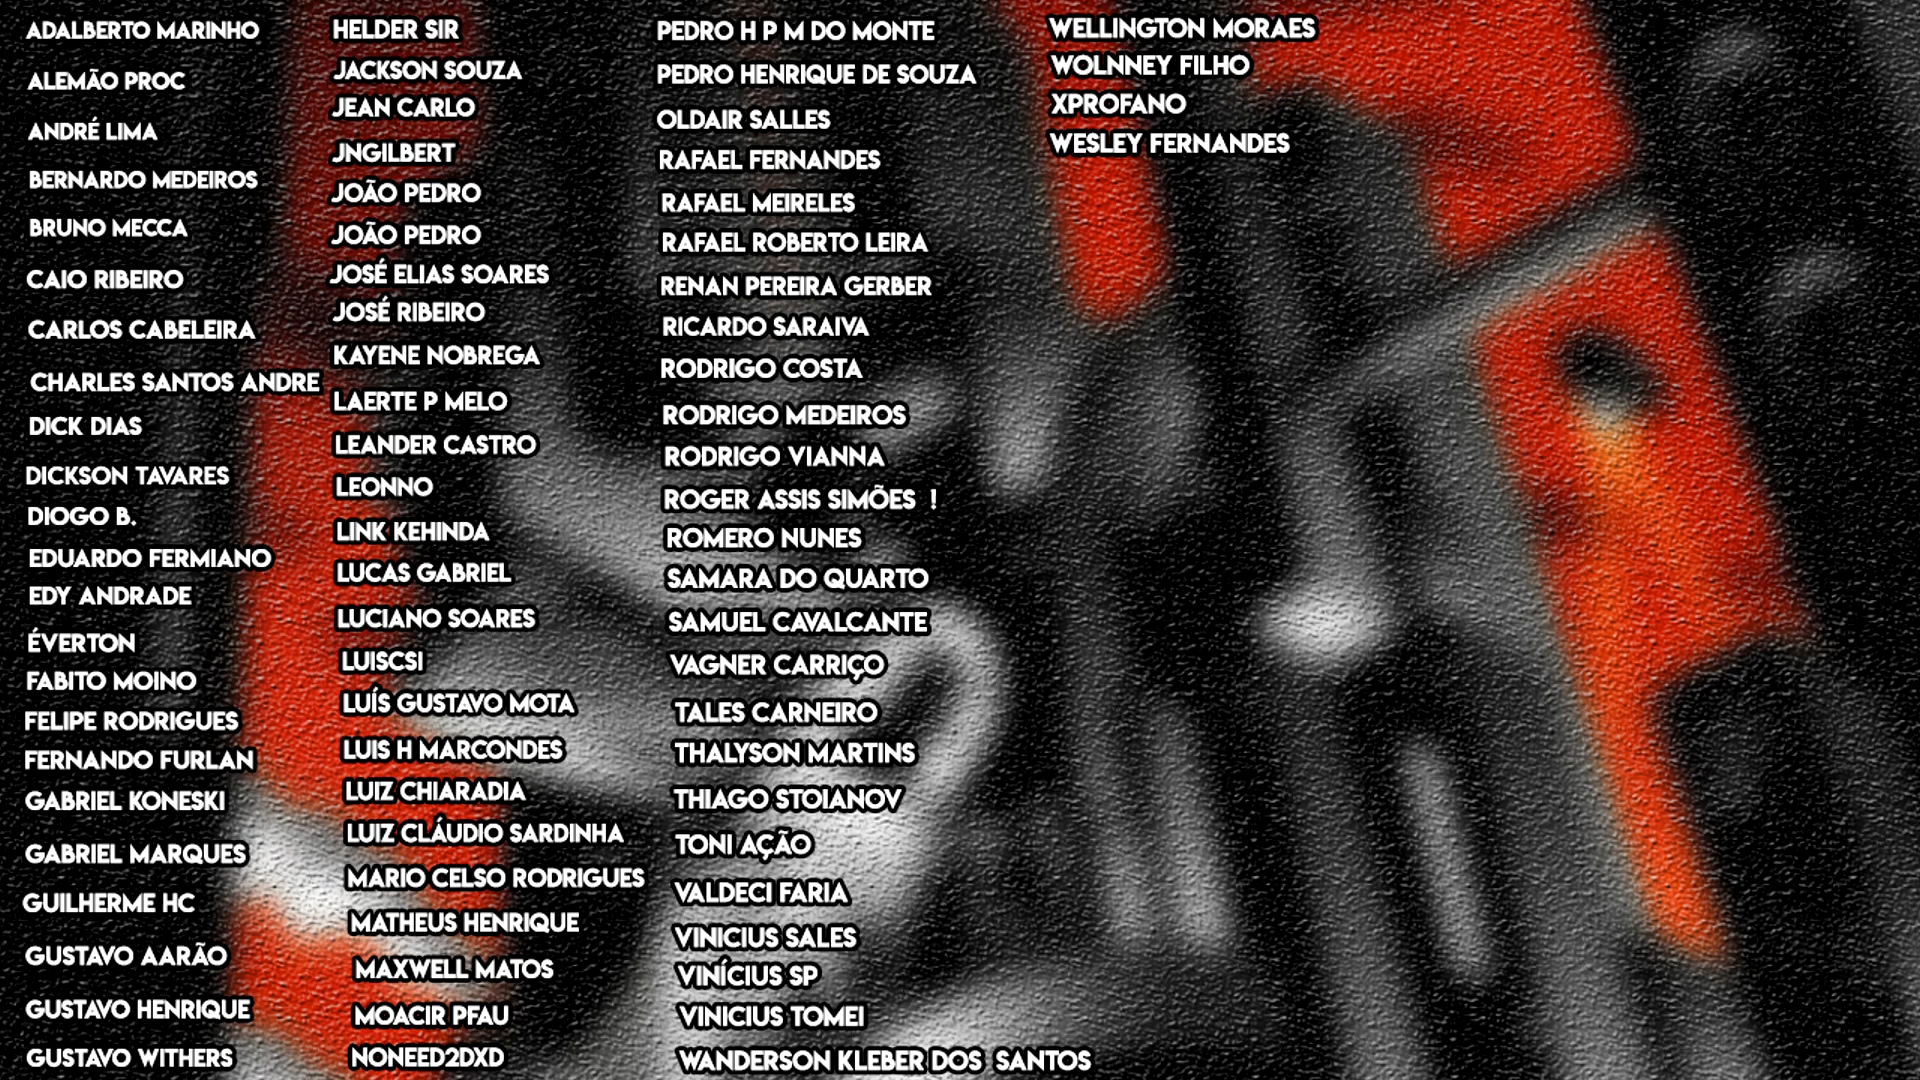 ADALBERTO MARINHO
ALEMÃO PROC
ANDRÉ LIMA
BERNARDO MEDEIROS
BRUNO MECCA
CAIO RIBEIRO
CARLOS CABELEIRA
CHARLES SANTOS ANDRE
DICK DIAS
DICKSON TAVARES
DIOGO B.
EDUARDO FERMIANO
EDY ANDRADE
ÉVERTON
FABITO MOINO
FELIPE RODRIGUES
FERNANDO FURLAN
GABRIEL KONESKI
GABRIEL MARQUES
GUILHERME HC
GUSTAVO AARÃO
GUSTAVO HENRIQUE
GUSTAVO WITHERS
HELDER SIR
JACKSON SOUZA
JEAN CARLO
JNGILBERT
JOÃO PEDRO
JOÃO PEDRO
JOSÉ ELIAS SOARES
JOSÉ RIBEIRO
KAYENE NOBREGA
LAERTE P MELO
LEANDER CASTRO
LEONNO
LINK KEHINDA
LUCAS GABRIEL
LUCIANO SOARES
LUISCSI
LUÍS GUSTAVO MOTA
LUIS H MARCONDES
LUIZ CHIARADIA
LUIZ CLÁUDIO SARDINHA
MARIO CELSO RODRIGUES
MATHEUS HENRIQUE
MAXWELL MATOS
MOACIR PFAU
NONEED2DXD
PEDRO H P M DO MONTE
PEDRO HENRIQUE DE SOUZA
OLDAIR SALLES
RAFAEL FERNANDES
RAFAEL MEIRELES
RAFAEL ROBERTO LEIRA
RENAN PEREIRA GERBER
RICARDO SARAIVA
RODRIGO COSTA
RODRIGO MEDEIROS
RODRIGO VIANNA
ROGER ASSIS SIMÕES !
ROMERO NUNES
SAMARA DO QUARTO
SAMUEL CAVALCANTE
VAGNER CARRIÇO
TALES CARNEIRO
THALYSON MARTINS
THIAGO STOIANOV
TONI AÇÃO
VALDECI FARIA
VINICIUS SALES
VINÍCIUS SP
VINICIUS TOMEI
WANDERSON KLEBER DOS SANTOS
WELLINGTON MORAES
WOLNNEY FILHO
XPROFANO
WESLEY FERNANDES